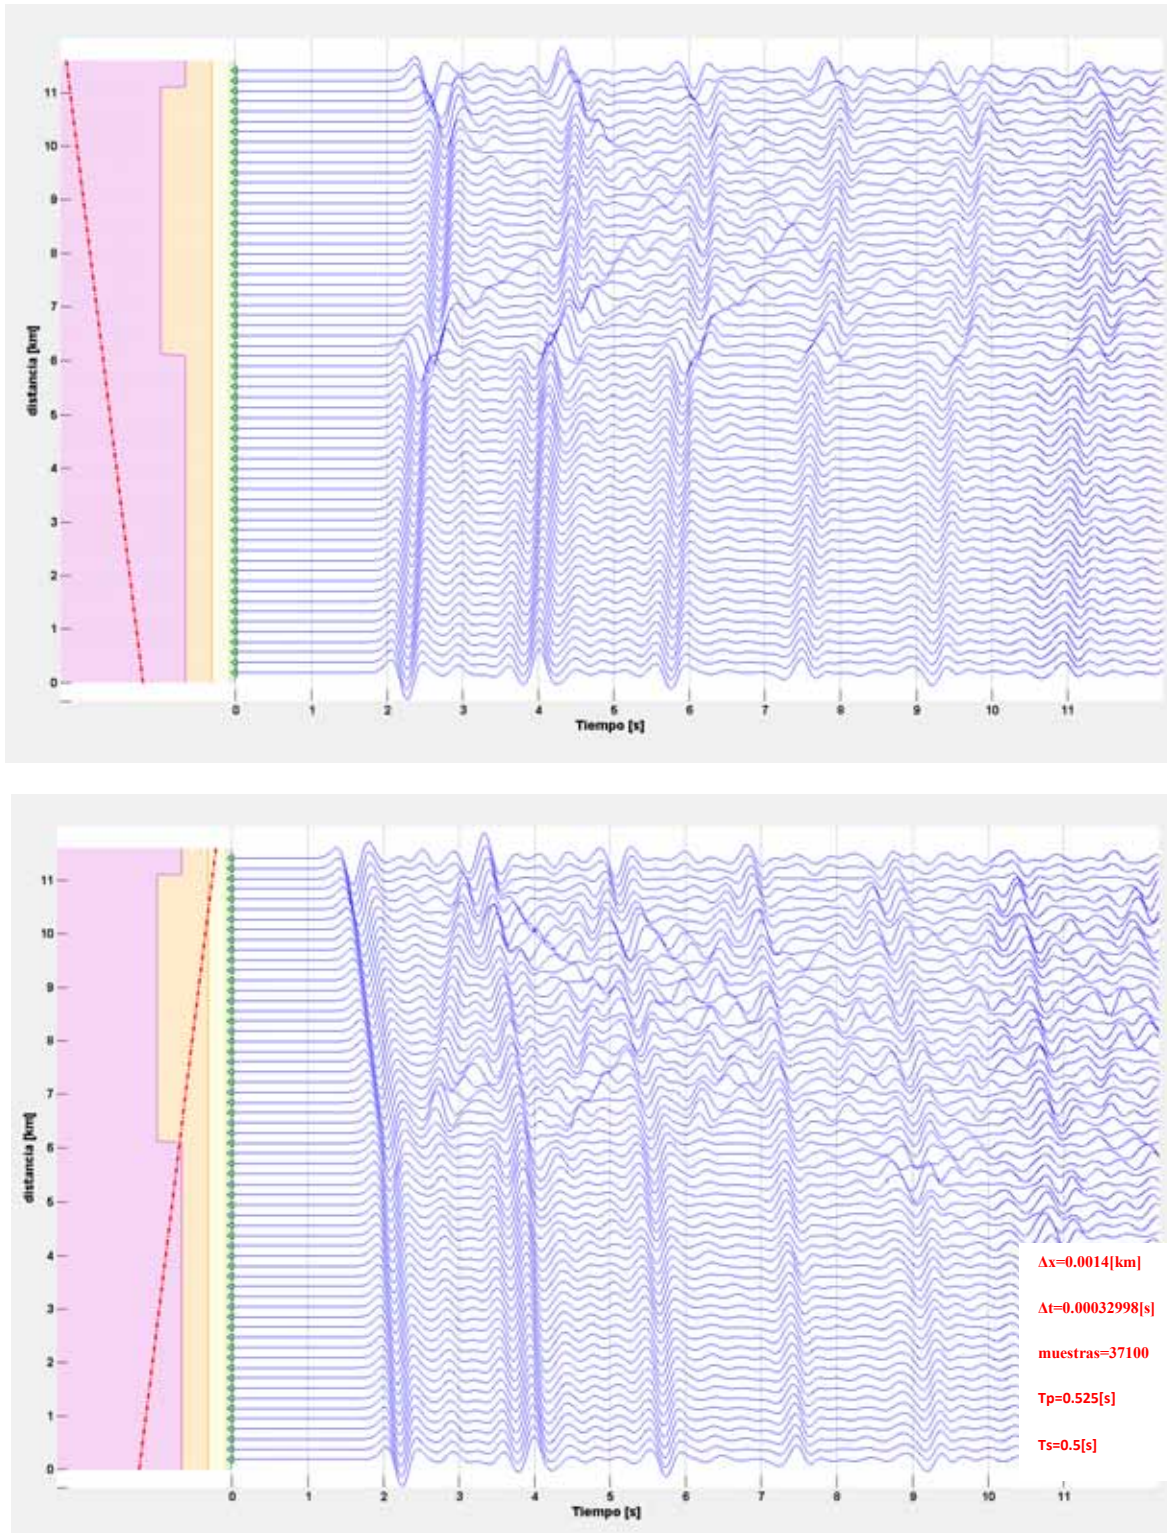 11
10
9
8
7
6
5
4
3
2
1
0
distancia [km]
0 1 2 3 4 5 6 7 8 9 10 11
Tiempo [s]
11
10
9
8
7
6
5
4
3
2
1
0
distancia [km]
Δx=0.0014[km]
Δt=0.00032998[s]
muestras=37100
Tp=0.525[s]
Ts=0.5[s]
0 1 2 3 4 5 6 7 8 9 10 11
Tiempo [s]